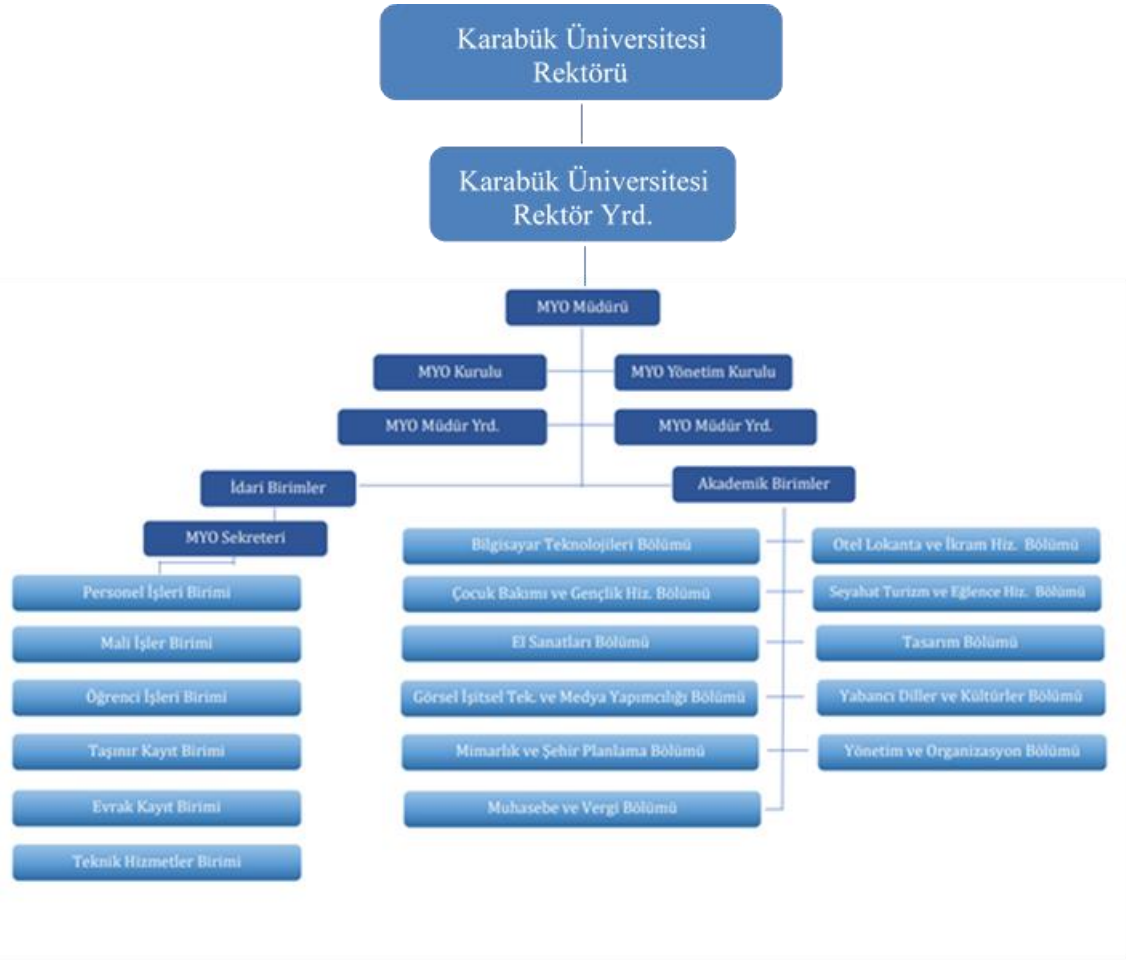 Karabük Üniversitesi
Rektörü
Karabük Üniversitesi
Rektör Yrd.
MYO Müdürü
MYO Kurulu
MYO Yönetim Kurulu
MYO Müdür Yrd.
MYO Müdür Yrd.
İdari Birimler
Akademik Birimler
MYO Sekreteri
Personel İşleri Birimi
Mali İşler Birimi
Öğrenci İşleri Birimi
Taşınır Kayıt Birimi
Evrak Kayıt Birimi
Teknik Hizmetler Birimi
Bilgisayar Teknolojileri Bölümü
Çocuk Bakımı ve Gençlik Hiz. Bölümü
El Sanatları Bölümü
Görsel İşitsel Tek. ve Medya Yapımcılığı Bölümü
Mimarlık ve Şehir Planlama Bölümü
Muhasebe ve Vergi Bölümü
Otel Lokanta ve İkram Hiz. Bölümü
Seyahat Turizm ve Eğlence Hiz. Bölümü
Tasarım Bölümü
Yabancı Diller ve Kültürler Bölümü
Yönetim ve Organizasyon Bölümü